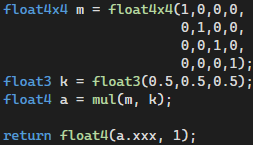 float4x4 m = float4x4(1,0,0,0,
0,1,0,0,
0,0,1,0,
0,0,0,1);
float3 k = float3(0.5,0.5,0.5);
float4 a = mul(m, k);
return float4(a.xxx, 1);